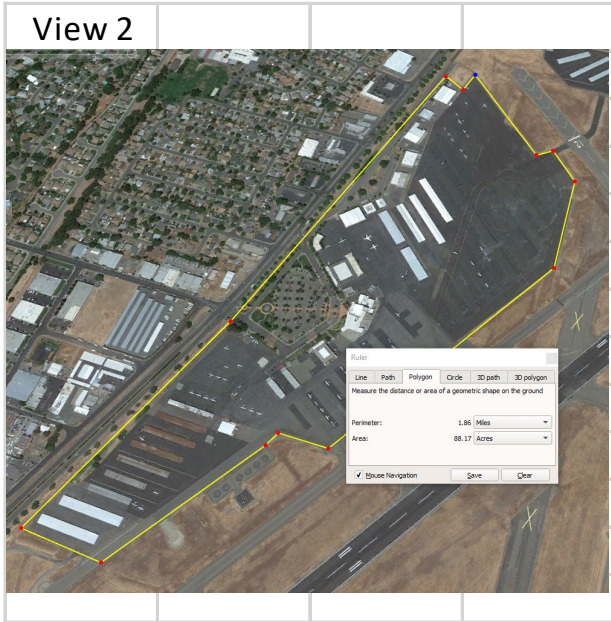 View 2
Ruler
Line Path Polygon Circle 3D path 3D polygon
Measure the distance or area of a geometric shape on the ground
Perimeter: 1.86 Miles
Area: 88.17 Acres
Mouse Navigation Save Clear